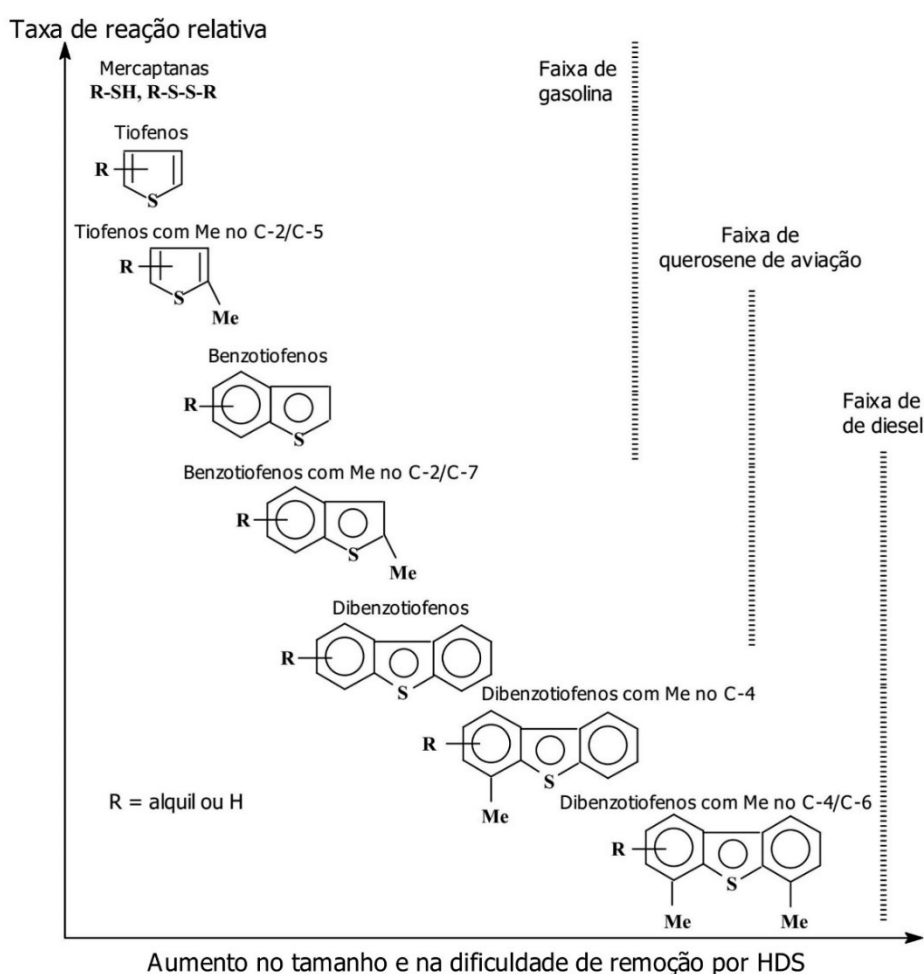 Taxa de reação relativa
Mercaptanas
R-SH, R-S-S-R
Faixa de
gasolina
Tiofenos
R
S
Tiofenos com Me no C-2/C-5
R
S
Me
Faixa de
querosene de aviação
Benzotiofenos
R
S
Faixa de
de diesel
Benzotiofenos com Me no C-2/C-7
R
S
Me
Dibenzotiofenos
R
S
Dibenzotiofenos com Me no C-4
R
S
Me
R = alquil ou H
Dibenzotiofenos com Me no C-4/C-6
R
S
Me
Me
Aumento no tamanho e na dificuldade de remoção por HDS